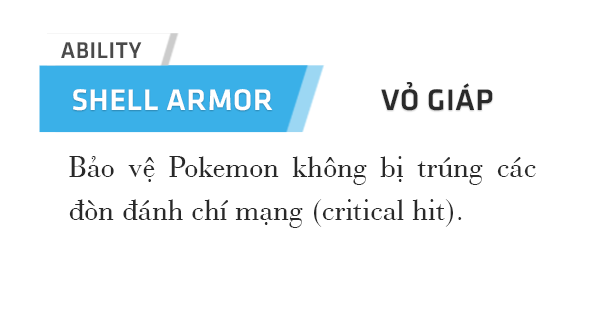 ABILITY
SHELL ARMOR VỎ GIÁP
Bảo vệ Pokemon không bị trúng các
đòn đánh chí mạng (critical hit).